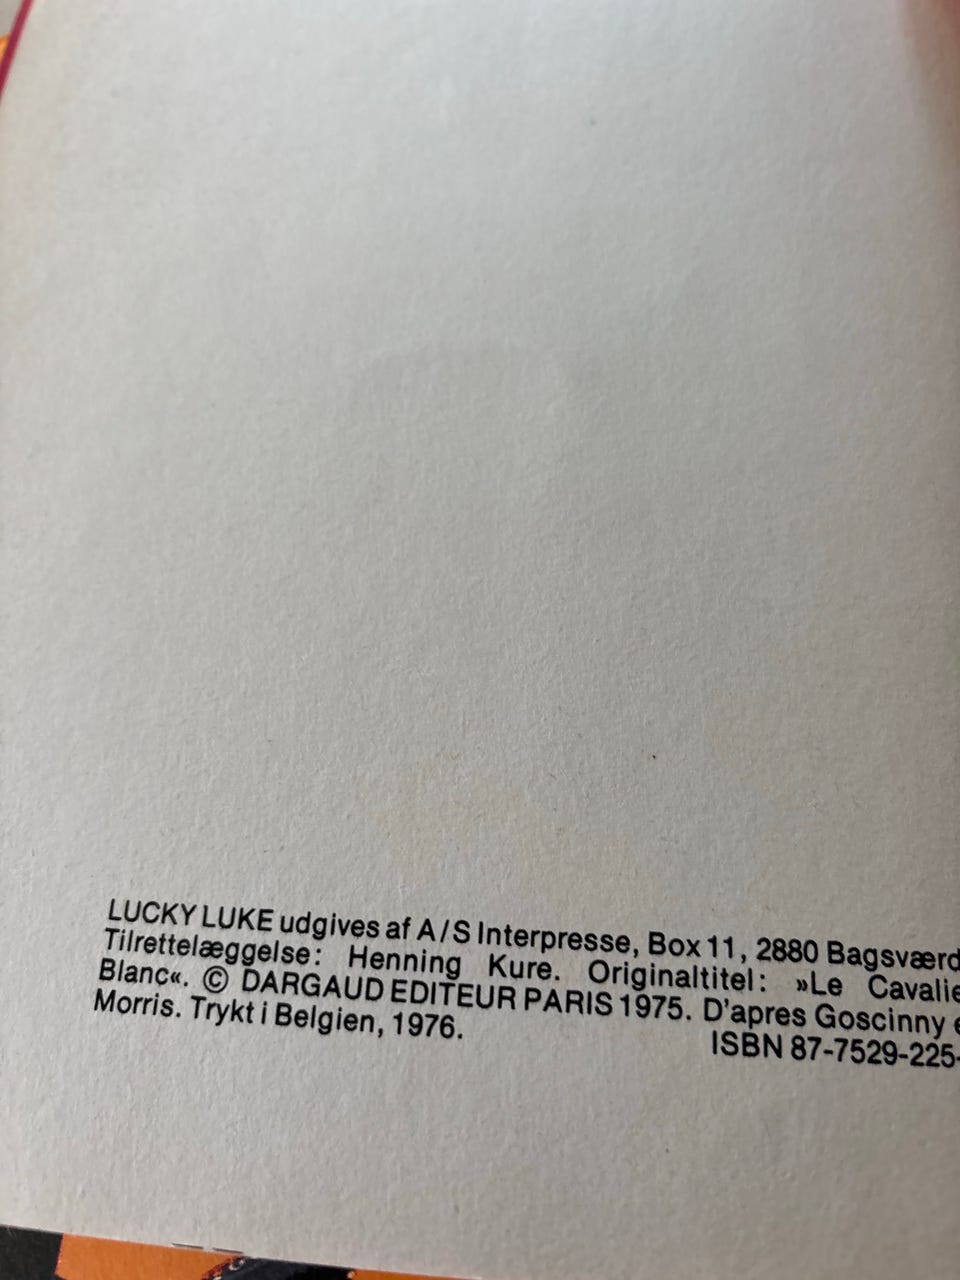 LUCKY LUKE udgives af A/S Interpresse, Box 11, 2880 Bagsværd
Tilrettelæggelse: Henning Kure. Originaltitel: »Le Cavalie
Blanc«. © DARGAUD EDITEUR PARIS 1975. D'apres Goscinny e
Morris. Trykt i Belgien, 1976.
ISBN 87-7529-225-